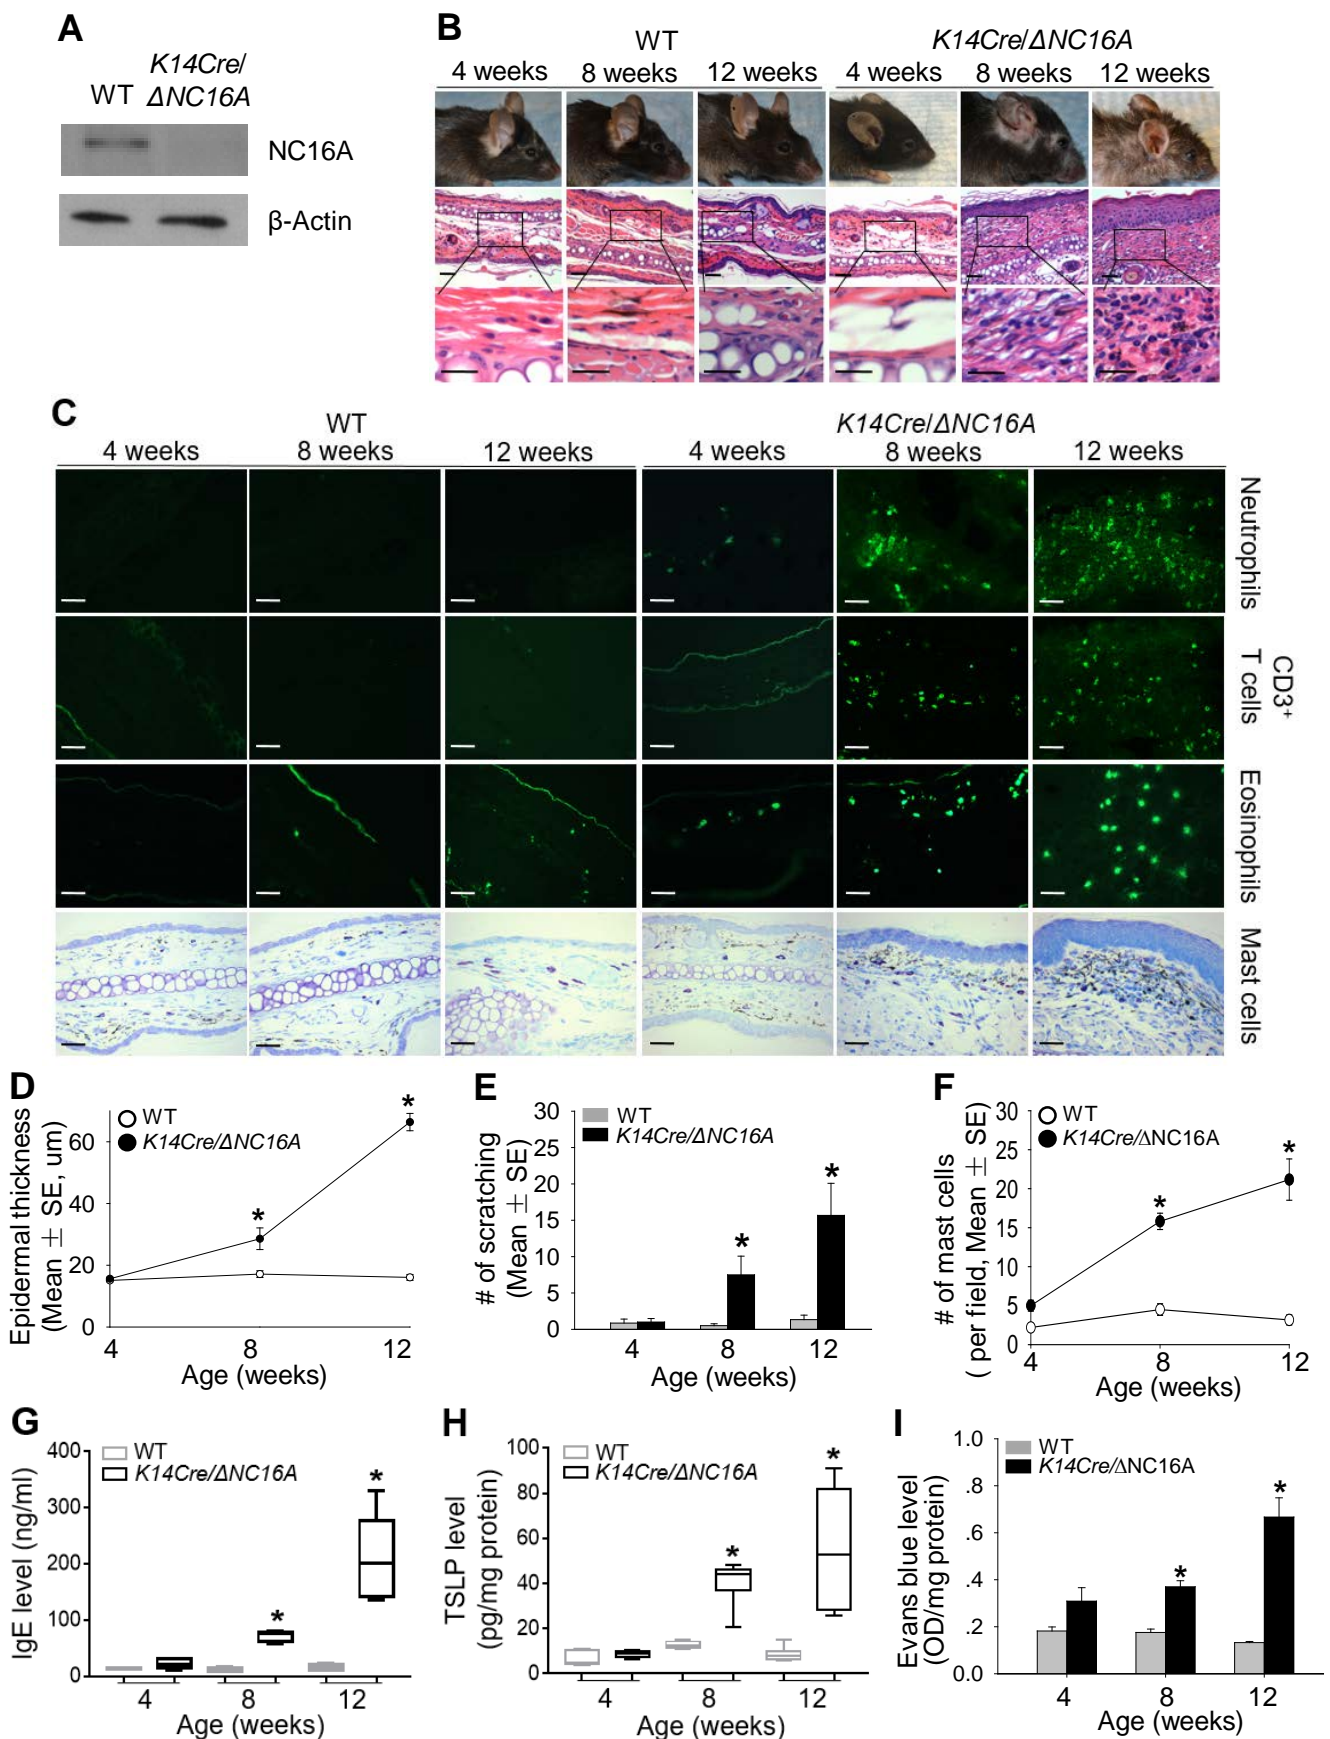 A
WT
K14Cre/
ΔNC16A
NC16A
β-Actin
B
WT
K14Cre/ΔNC16A
4 weeks
8 weeks
12 weeks
4 weeks
8 weeks
12 weeks
C
WT
K14Cre/ΔNC16A
4 weeks
8 weeks
12 weeks
4 weeks
8 weeks
12 weeks
Neutrophils
CD3+
T cells
Eosinophils
Mast cells
D
Epidermal thickness
(Mean ± SE, um)
WT
K14Cre/ΔNC16A
60
40
20
0
*
*
4
8
12
Age (weeks)
E
# of scratching
(Mean ± SE)
WT
K14Cre/ΔNC16A
30
25
20
15
10
5
0
*
*
4
8
12
Age (weeks)
F
# of mast cells
( per field, Mean ± SE)
WT
K14Cre/ΔNC16A
30
25
20
15
10
5
0
*
*
4
8
12
Age (weeks)
G
IgE level (ng/ml)
WT
K14Cre/ΔNC16A
400
300
200
100
0
*
*
4
8
12
Age (weeks)
H
TSLP level
(pg/mg protein)
WT
K14Cre/ΔNC16A
100
80
60
40
20
0
*
*
4
8
12
Age (weeks)
I
Evans blue level
(OD/mg protein)
WT
K14Cre/ΔNC16A
1.0
.8
.6
.4
.2
0.0
*
*
4
8
12
Age (weeks)